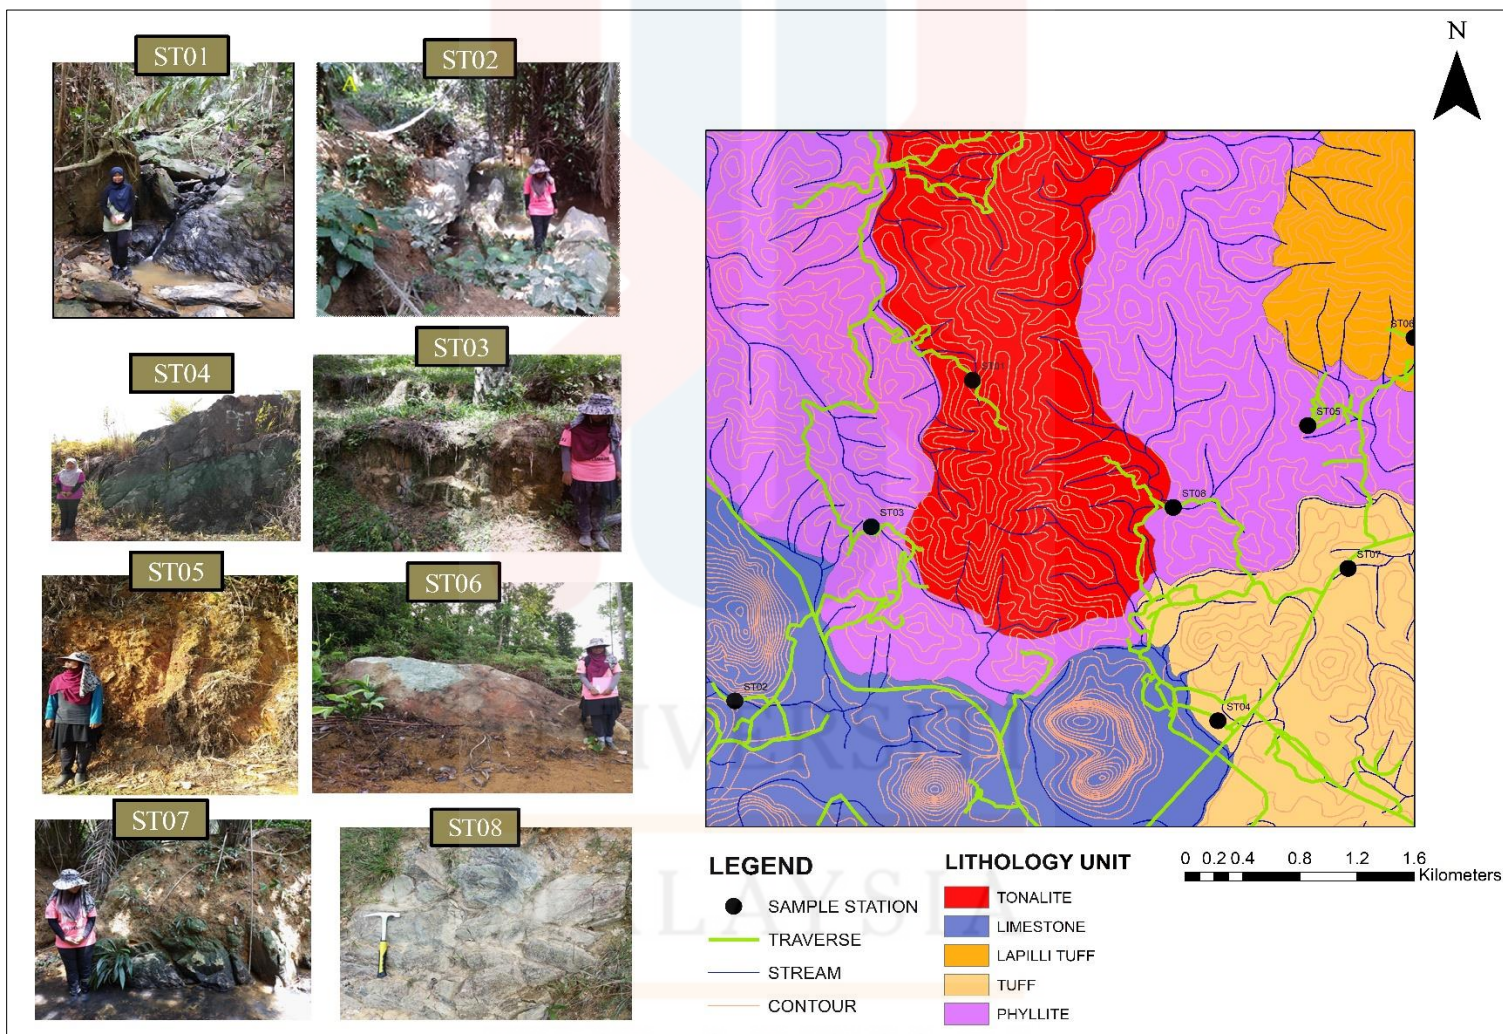 ST01
ST02
ST04
ST03
ST05
ST06
ST07
ST08
N
ST06
ST01
ST05
ST08
ST03
ST07
ST02
ST04
UNIVERSITI
MALAYSIA
LEGEND
SAMPLE STATION
TRAVERSE
STREAM
CONTOUR
LITHOLOGY UNIT
TONALITE
LIMESTONE
LAPILLI TUFF
TUFF
PHYLLITE
0 0.2 0.4 0.8 1.2 1.6
Kilometers